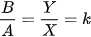 B/A = Y/X = k